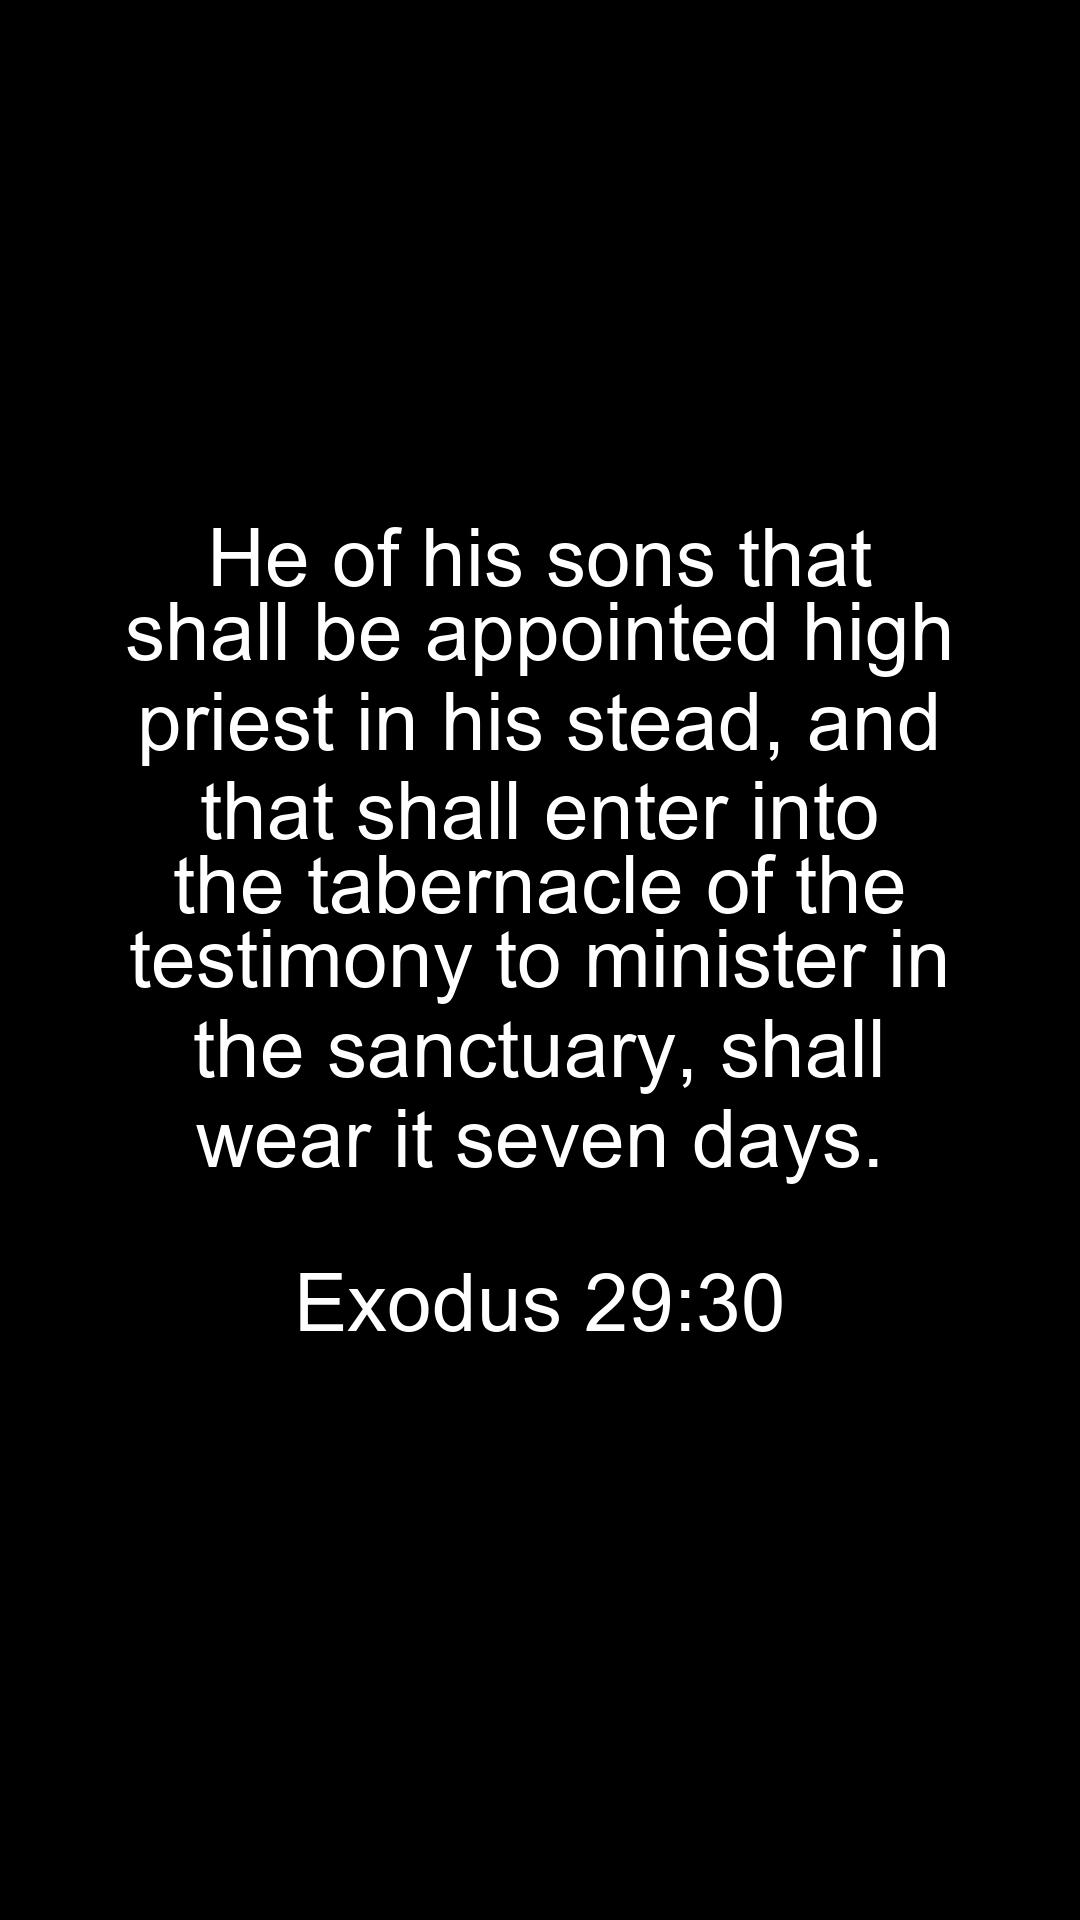 He of his sons that
shall be appointed high
priest in his stead, and
that shall enter into
the tabernacle of the
testimony to minister in
the sanctuary, shall
wear it seven days.
Exodus 29:30